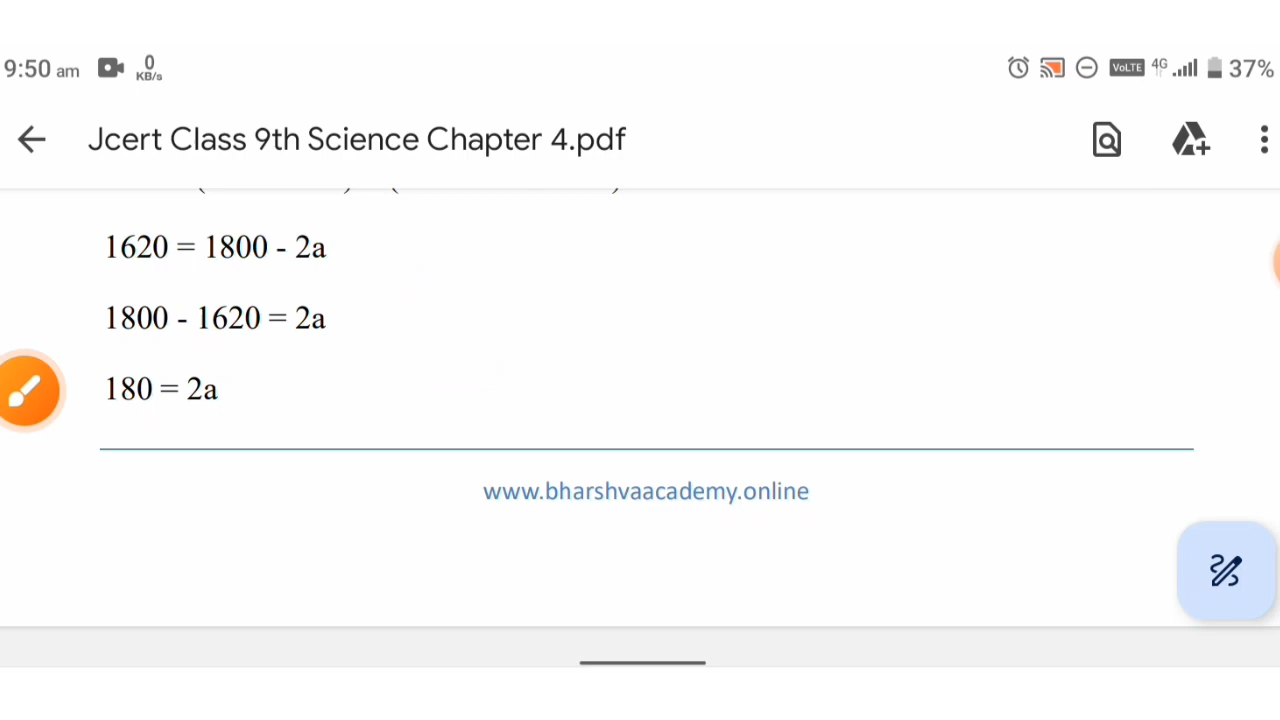 9:50 am 0 KB/s VoLTE 4G 37%
Jcert Class 9th Science Chapter 4.pdf
1620 = 1800 - 2a
1800 - 1620 = 2a
180 = 2a
www.bharshvaacademy.online